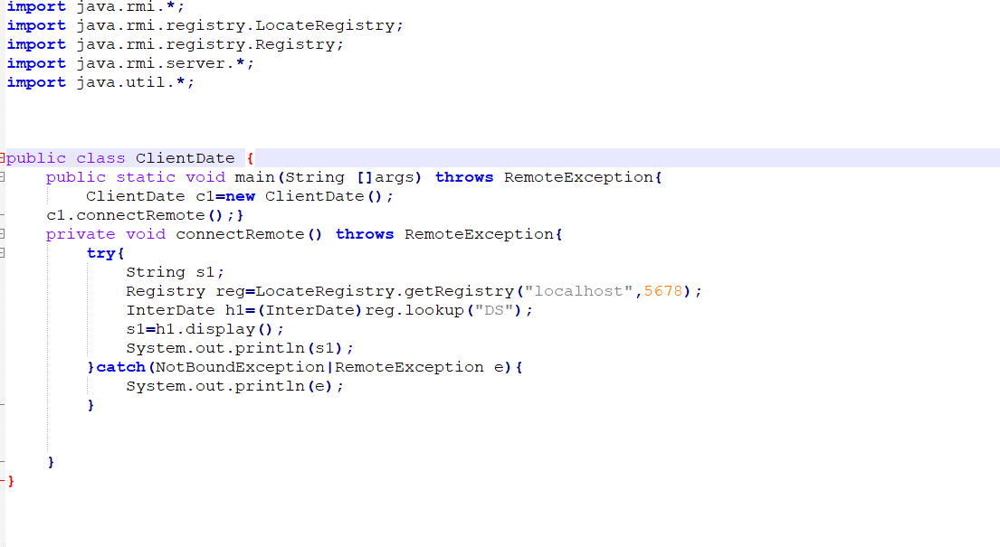 import java.rmi.*;
import java.rmi.registry.LocateRegistry;
import java.rmi.registry.Registry;
import java.rmi.server.*;
import java.util.*;
public class ClientDate {
    public static void main(String []args) throws RemoteException{
        ClientDate c1=new ClientDate();
    c1.connectRemote();}
    private void connectRemote() throws RemoteException{
        try{
            String s1;
            Registry reg=LocateRegistry.getRegistry("localhost",5678);
            InterDate h1=(InterDate)reg.lookup("DS");
            s1=h1.display();
            System.out.println(s1);
        }catch(NotBoundException|RemoteException e){
            System.out.println(e);
        }
    }
}